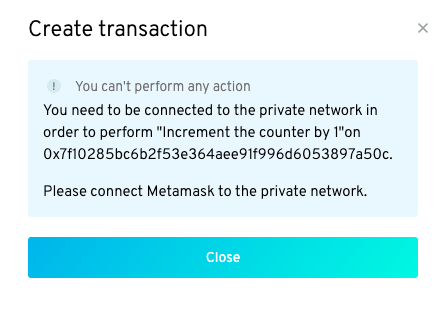 Create transaction
×
! You can't perform any action
You need to be connected to the private network in
order to perform "Increment the counter by 1"on
0x7f10285bc6b2f53e364aee91f996d6053897a50c.
Please connect Metamask to the private network.
Close